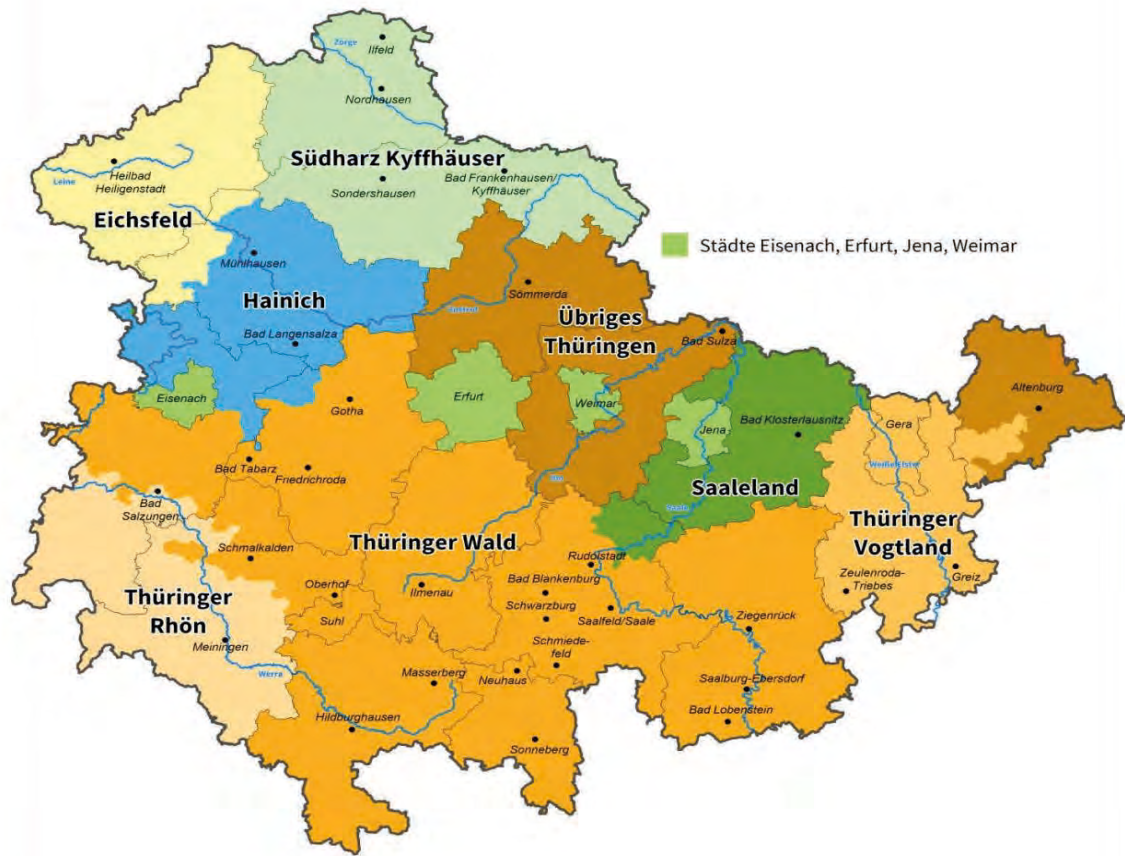 Zorge
Ilfeld
Nordhausen
Südharz Kyffhäuser
Bad Frankenhausen/
Kyffhäuser
Sondershausen
Heilbad
Heiligenstadt
Leine
Eichsfeld
Städte Eisenach, Erfurt, Jena, Weimar
Mühlhausen
Hainich
Bad Langensalza
Unstrut
Sömmerda
Übriges
Thüringen
Bad Sulza
Eisenach
Gotha
Erfurt
Weimar
Jena
Bad Klosterlausnitz
Gera
Altenburg
Weiße Elster
Bad Tabarz
Friedrichroda
Ilm
Saaleland
Saale
Bad
Salzungen
Schmalkalden
Thüringer Wald
Thüringer
Vogtland
Rudolstadt
Bad Blankenburg
Schwarzburg
Saalfeld/Saale
Zeulenroda-
Triebes
Greiz
Oberhof
Suhl
Ilmenau
Thüringer
Rhön
Meiningen
Werra
Schmiede-
feld
Ziegenrück
Masserberg
Neuhaus
Saalburg-Ebersdorf
Bad Lobenstein
Hildburghausen
Sonneberg